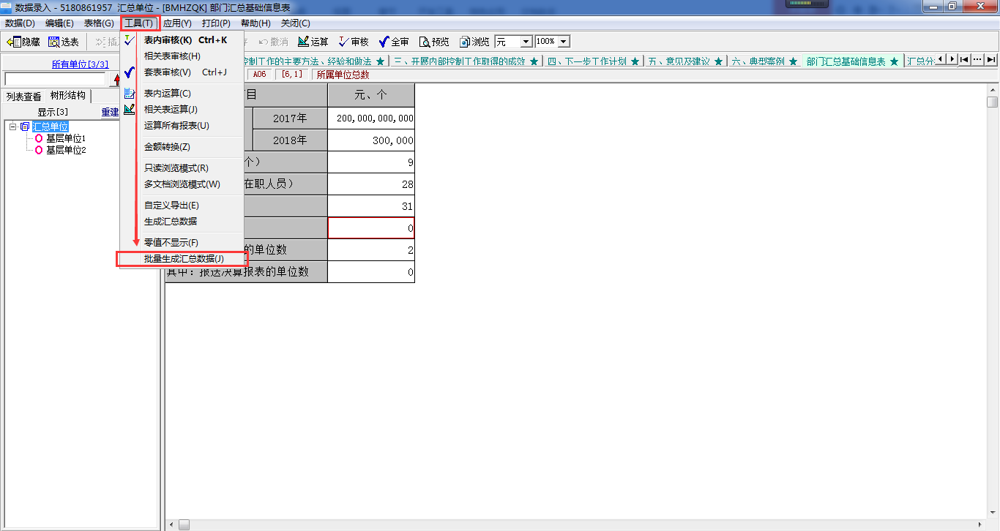 数据录入 - 5180861957 汇总单位 - [BMHZQK] 部门汇总基础信息表
数据(D) 编辑(E) 表格(G) 工具(T) 应用(Y) 打印(P) 帮助(H) 关闭(C)
隐藏 选表 插 撤消 运算 审核 全审 预览 浏览 元 100%
所有单位[3/3]
控制工作的主要方法、经验和做法 ★ 三、开展内部控制工作取得的成效 ★ 四、下一步工作计划 ★ 五、意见及建议 ★ 六、典型案例 ★ 部门汇总基础信息表 ★ 汇总分
A06 [6,1] 所属单位总数
列表查看 树形结构
显示[3] 重建
汇总单位
基层单位1
基层单位2
表内审核(K) Ctrl+K
相关表审核(H)
套表审核(V) Ctrl+J
表内运算(C)
相关表运算(J)
运算所有报表(U)
金额转换(Z)
只读浏览模式(R)
多文档浏览模式(W)
自定义导出(E)
生成汇总数据
零值不显示(F)
批量生成汇总数据(J)
目 元、个
2017年 200,000,000,000
2018年 300,000
个) 9
在职人员) 28
31
0
的单位数 2
其中: 报送决算报表的单位数 0